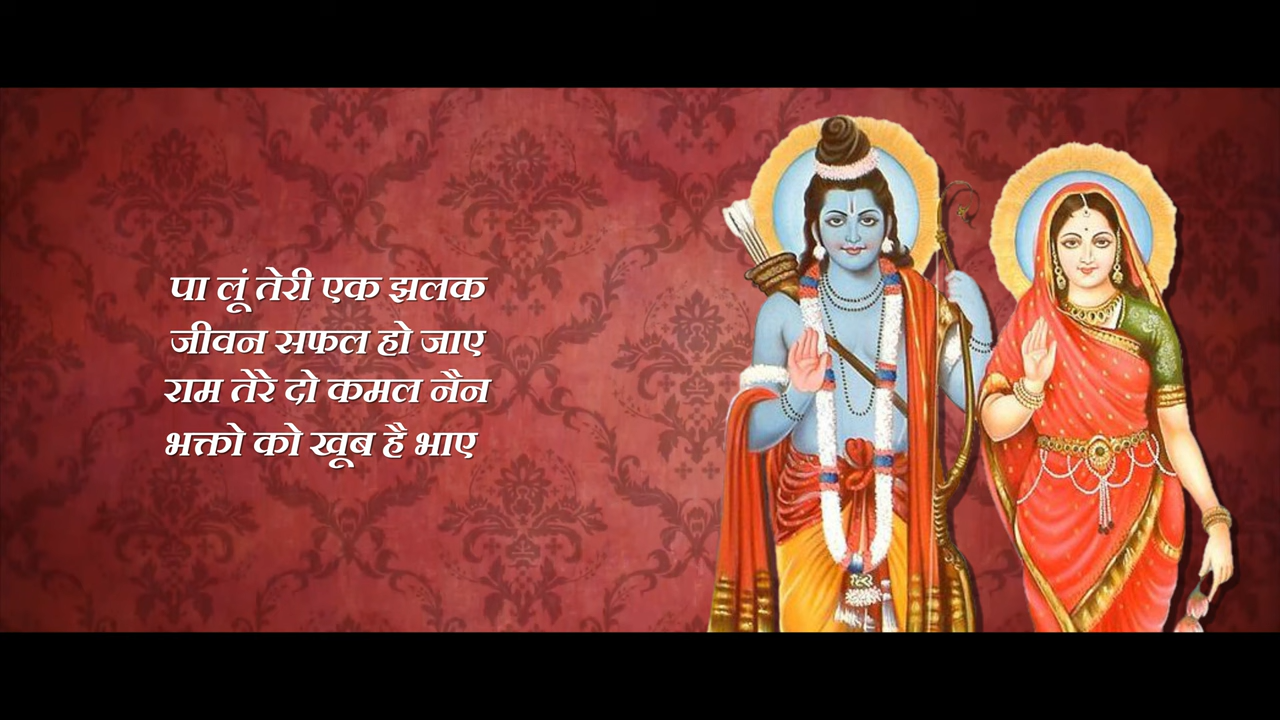 पा लूं तेरी एक झलक
जीवन सफल हो जाए
राम तेरे दो कमल नैन
भक्तो को खूब है भाए